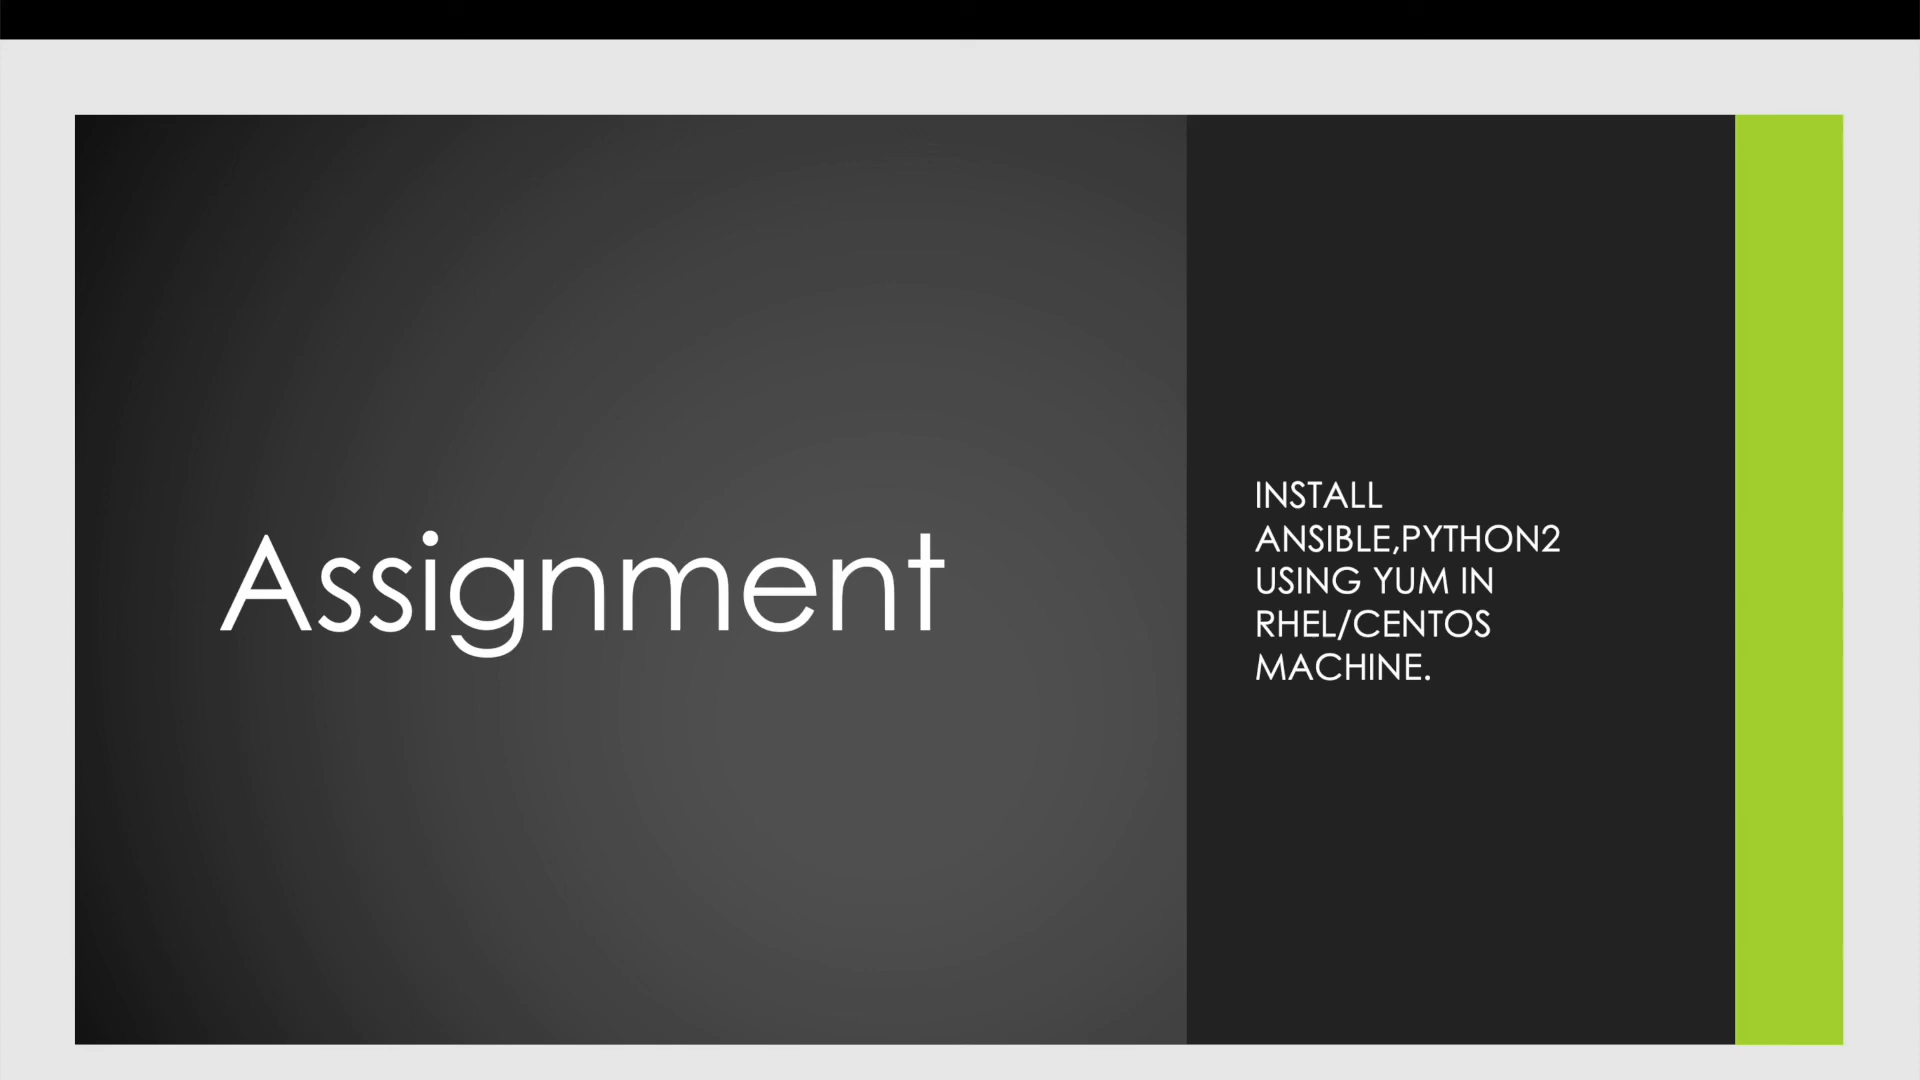 Assignment
INSTALL
ANSIBLE,PYTHON2
USING YUM IN
RHEL/CENTOS
MACHINE.